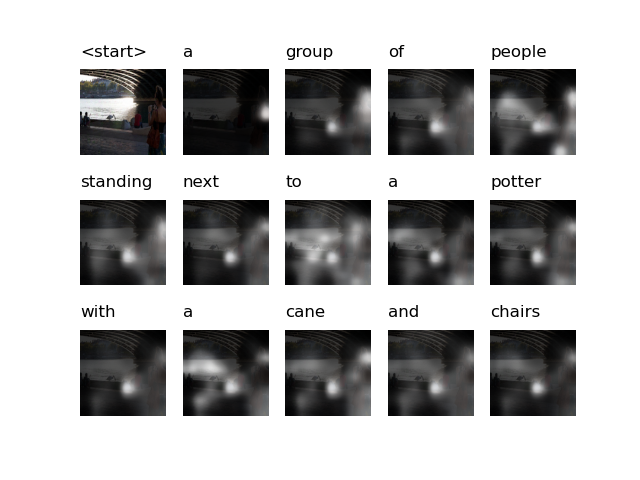 <start> a group of people
standing next to a potter
with a cane and chairs